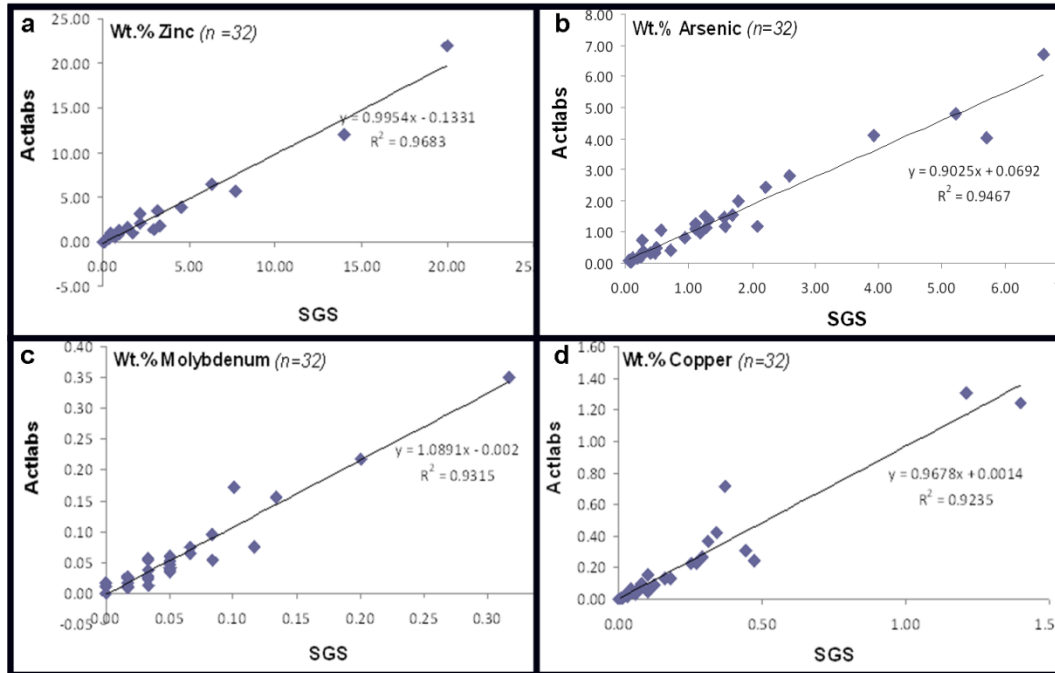 a
Wt.% Zinc (n =32)
25.00
20.00
15.00
10.00
5.00
0.00
-5.00
Actlabs
y = 0.9954x - 0.1331
R² = 0.9683
0.00
5.00
10.00
15.00
20.00
25.0
SGS
b
Wt.% Arsenic (n=32)
8.00
7.00
6.00
5.00
4.00
3.00
2.00
1.00
0.00
Actlabs
y = 0.9025x + 0.0692
R² = 0.9467
0.00
1.00
2.00
3.00
4.00
5.00
6.00
SGS
c
Wt.% Molybdenum (n=32)
0.40
0.35
0.30
0.25
0.20
0.15
0.10
0.05
0.00
-0.05
Actlabs
y = 1.0891x - 0.002
R² = 0.9315
0.00
0.10
0.20
0.30
SGS
d
Wt.% Copper (n=32)
1.60
1.40
1.20
1.00
0.80
0.60
0.40
0.20
0.00
Actlabs
y = 0.9678x + 0.0014
R² = 0.9235
0.00
0.50
1.00
1.5
SGS